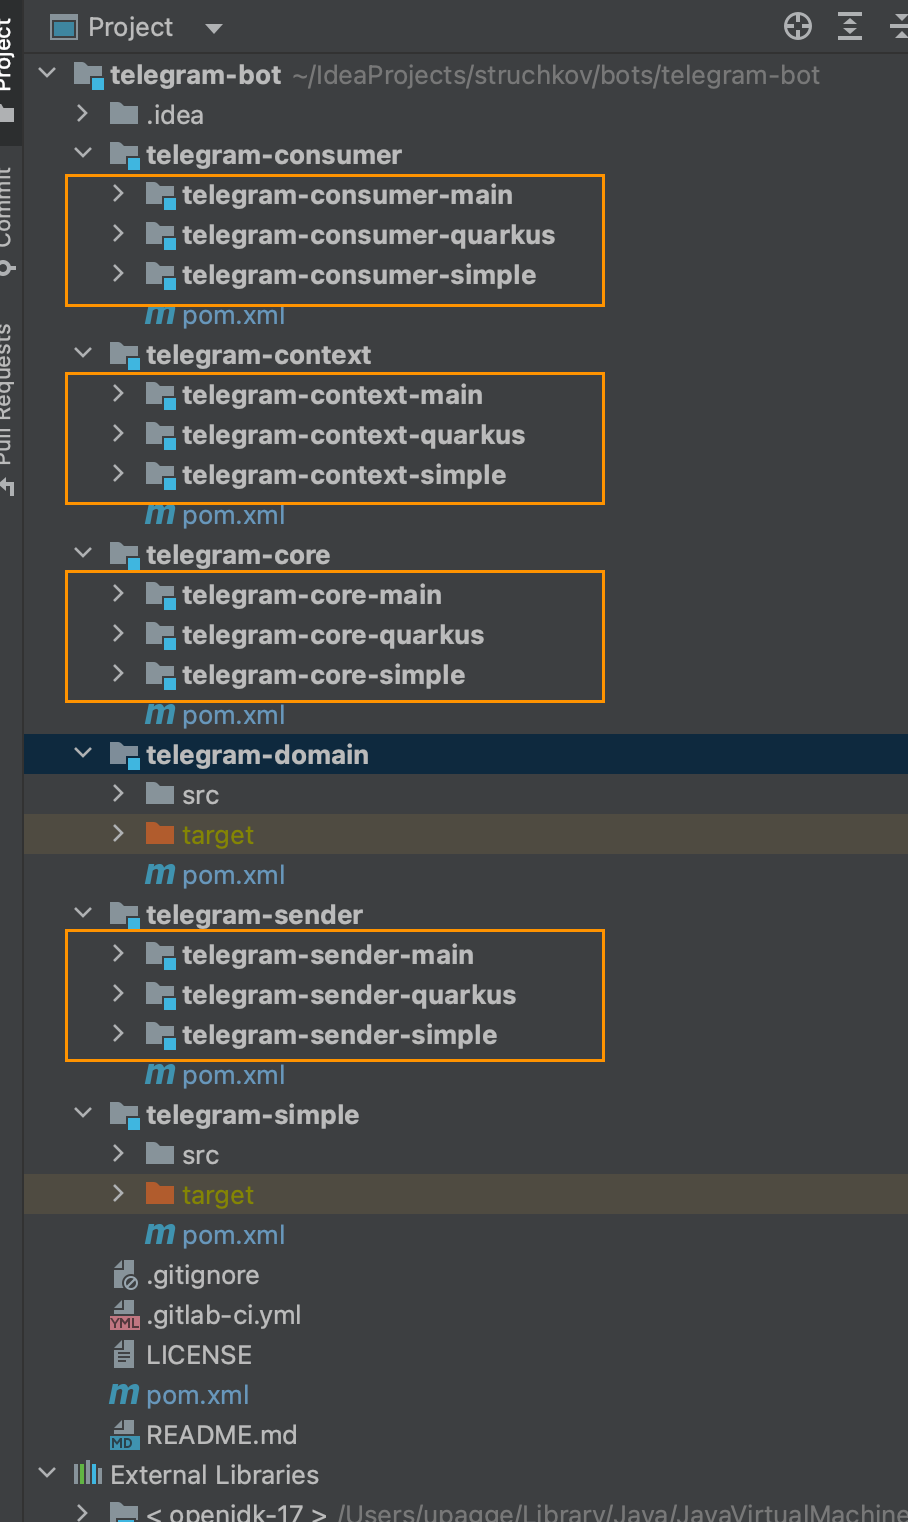 Project
Project
Commit
Pull Requests
telegram-bot ~/IdeaProjects/struchkov/bots/telegram-bot
.idea
telegram-consumer
telegram-consumer-main
telegram-consumer-quarkus
telegram-consumer-simple
m pom.xml
telegram-context
telegram-context-main
telegram-context-quarkus
telegram-context-simple
m pom.xml
telegram-core
telegram-core-main
telegram-core-quarkus
telegram-core-simple
m pom.xml
telegram-domain
src
target
m pom.xml
telegram-sender
telegram-sender-main
telegram-sender-quarkus
telegram-sender-simple
m pom.xml
telegram-simple
src
target
m pom.xml
.gitignore
YML .gitlab-ci.yml
LICENSE
m pom.xml
MD README.md
External Libraries
< openjdk-17 > /Users/upagge/Library/Java/JavaVirtualMachine